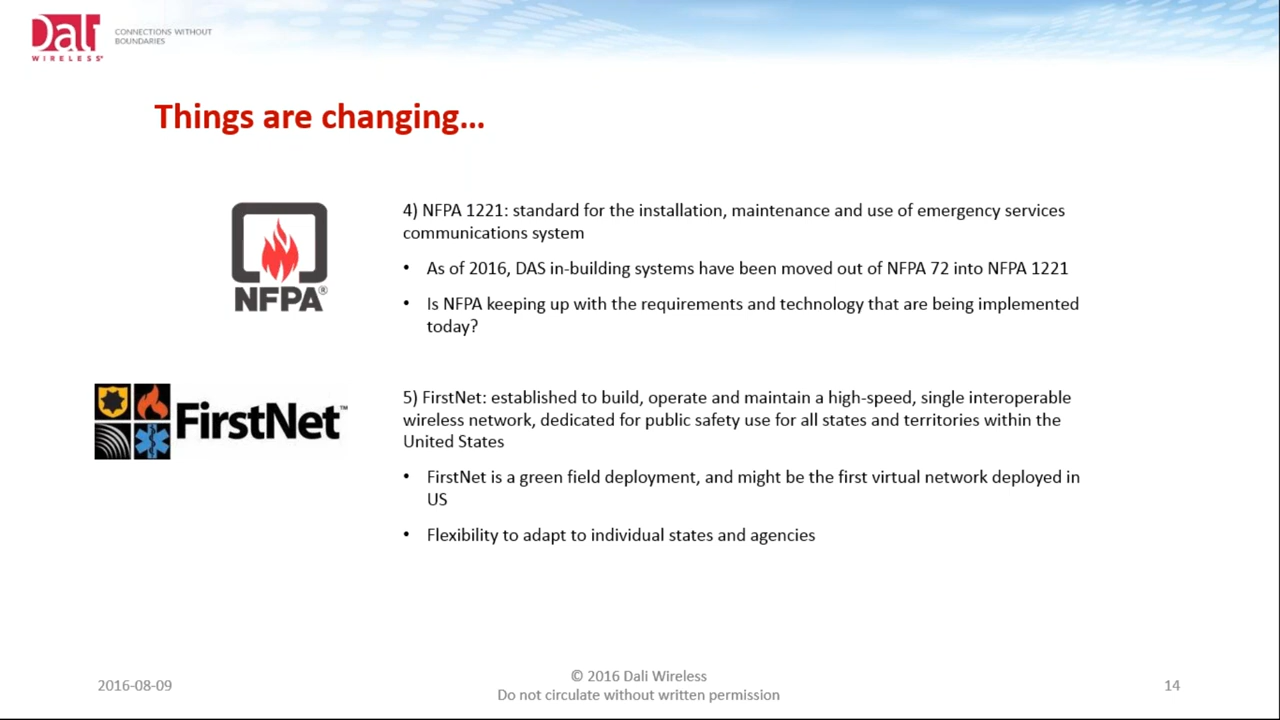 Dali
WIRELESS®
CONNECTIONS WITHOUT
BOUNDARIES
Things are changing...
NFPA®
4) NFPA 1221: standard for the installation, maintenance and use of emergency services
communications system
• As of 2016, DAS in-building systems have been moved out of NFPA 72 into NFPA 1221
• Is NFPA keeping up with the requirements and technology that are being implemented
today?
FirstNet™
5) FirstNet: established to build, operate and maintain a high-speed, single interoperable
wireless network, dedicated for public safety use for all states and territories within the
United States
• FirstNet is a green field deployment, and might be the first virtual network deployed in
US
• Flexibility to adapt to individual states and agencies
2016-08-09
© 2016 Dali Wireless
Do not circulate without written permission
14